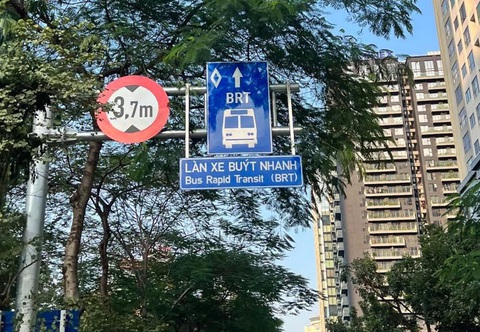 3,7m
BRT
LÀN XE BUÝT NHANH
Bus Rapid Transit (BRT)